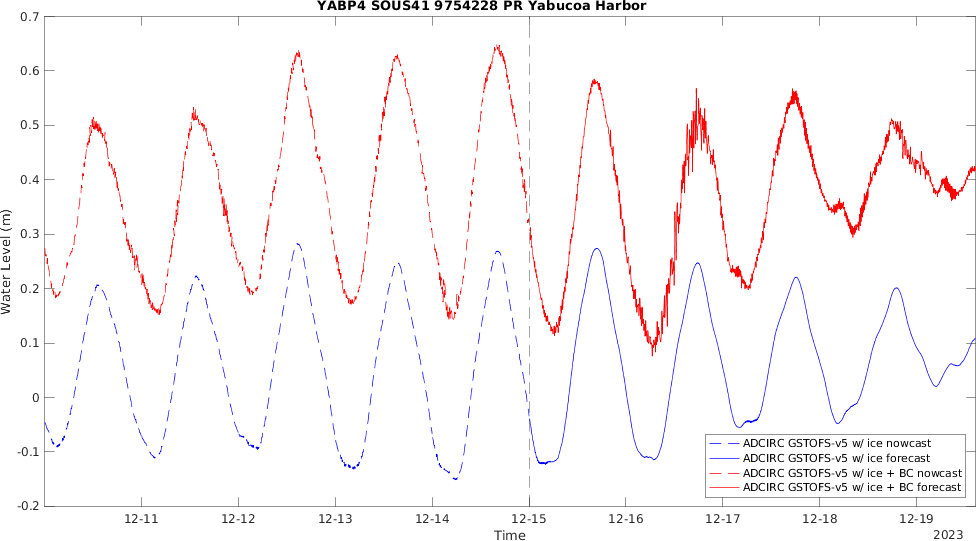 YABP4 SOUS41 9754228 PR Yabucoa Harbor
0.7
0.6
0.5
0.4
0.3
0.2
0.1
0
-0.1
-0.2
Water Level (m)
12-11 12-12 12-13 12-14 12-15 12-16 12-17 12-18 12-19
Time
2023
ADCIRC GSTOFS-v5 w/ ice nowcast
ADCIRC GSTOFS-v5 w/ ice forecast
ADCIRC GSTOFS-v5 w/ ice + BC nowcast
ADCIRC GSTOFS-v5 w/ ice + BC forecast